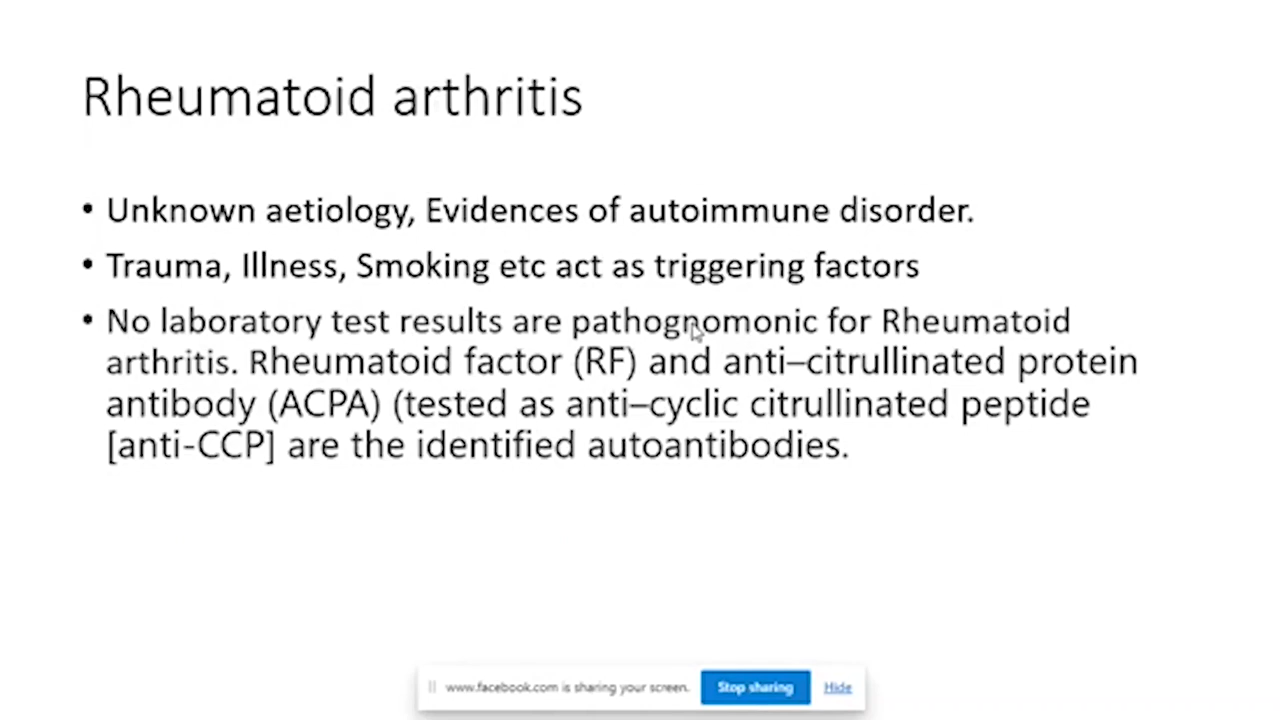 Rheumatoid arthritis
• Unknown aetiology, Evidences of autoimmune disorder.
• Trauma, Illness, Smoking etc act as triggering factors
• No laboratory test results are pathognomonic for Rheumatoid
arthritis. Rheumatoid factor (RF) and anti–citrullinated protein
antibody (ACPA) (tested as anti–cyclic citrullinated peptide
[anti-CCP] are the identified autoantibodies.
www.facebook.com is sharing your screen. Stop sharing Hide